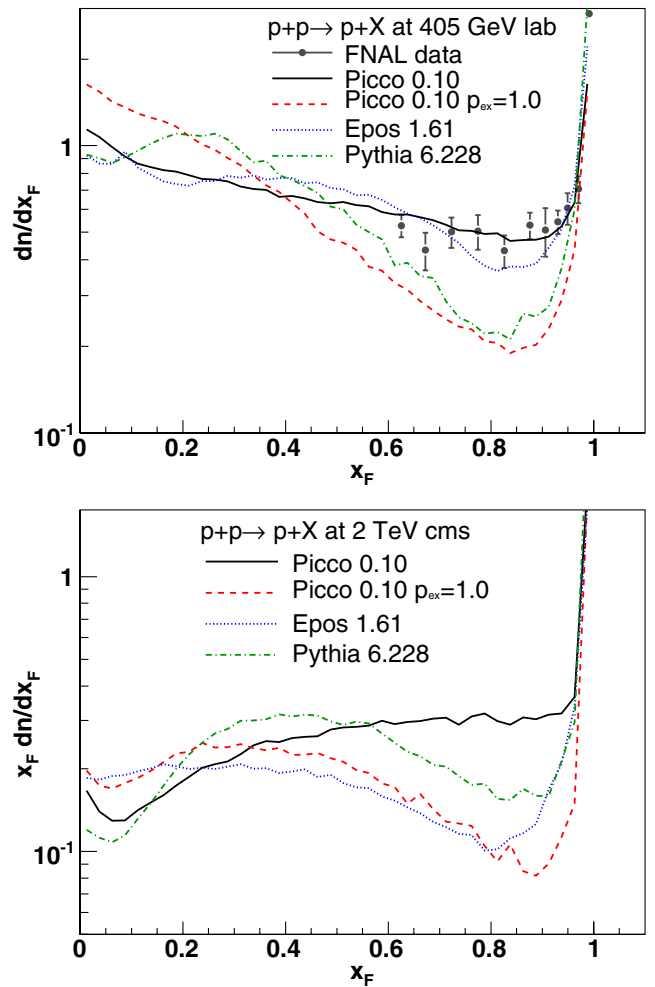 p+p→ p+X at 405 GeV lab
FNAL data
Picco 0.10
Picco 0.10 pex=1.0
Epos 1.61
Pythia 6.228
dn/dxF
1
10-1
0 0.2 0.4 0.6 0.8 1
xF
p+p→ p+X at 2 TeV cms
Picco 0.10
Picco 0.10 pex=1.0
Epos 1.61
Pythia 6.228
xF dn/dxF
1
10-1
0 0.2 0.4 0.6 0.8 1
xF